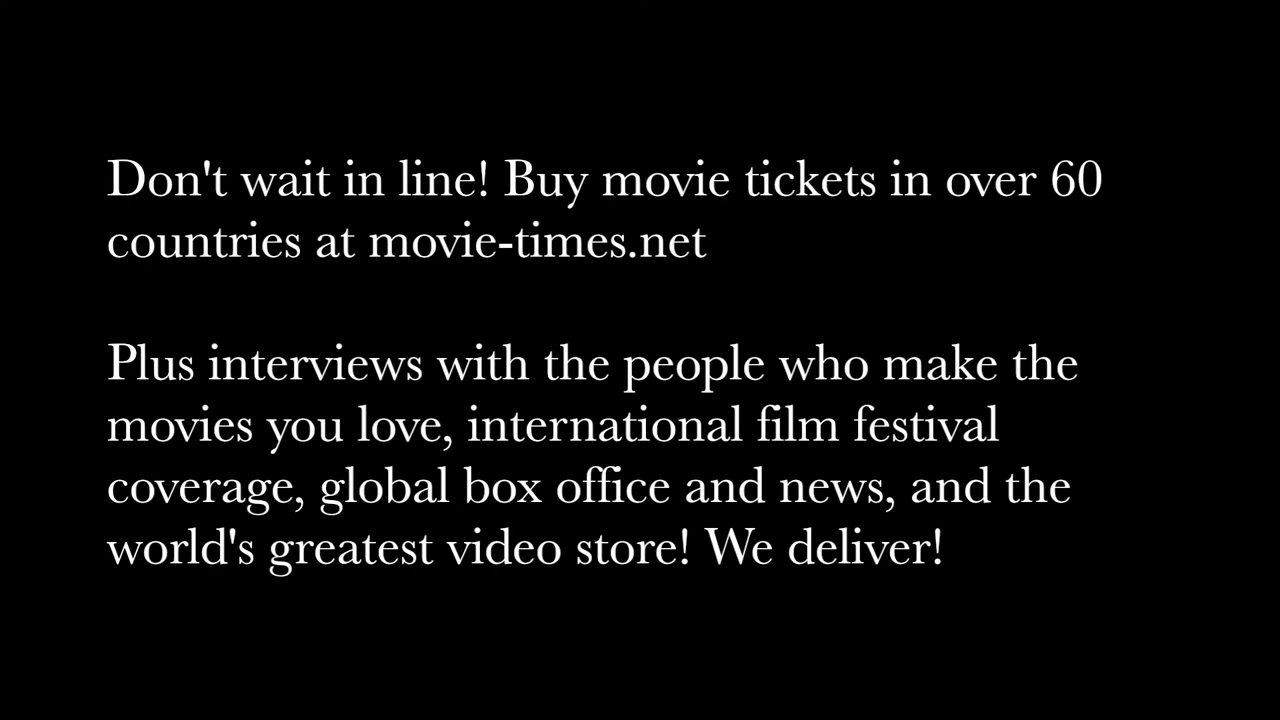 Don't wait in line! Buy movie tickets in over 60
countries at movie-times.net
Plus interviews with the people who make the
movies you love, international film festival
coverage, global box office and news, and the
world's greatest video store! We deliver!